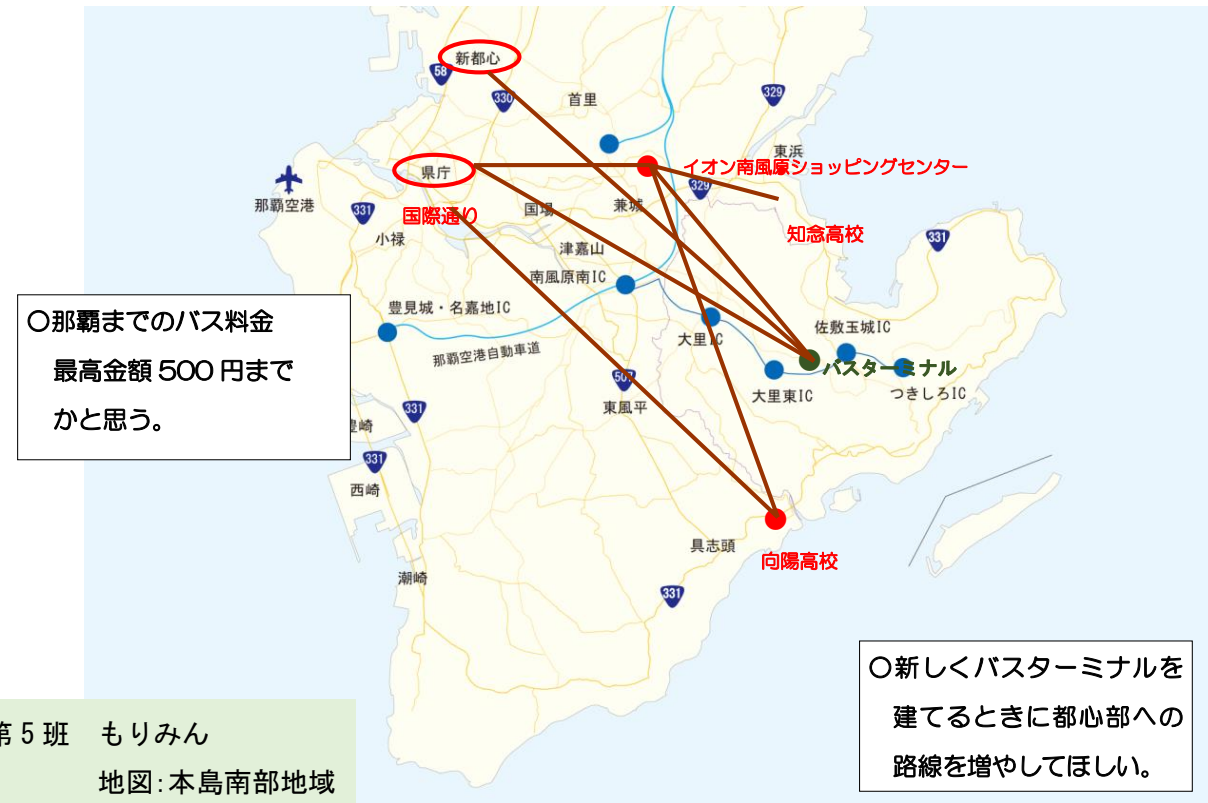 新都心
58
330
首里
329
東浜
県庁
イオン南風原ショッピングセンター
329
那覇空港
331
国際通り
国場
兼城
知念高校
小禄
津嘉山
331
南風原南IC
〇那覇までのバス料金
最高金額500円まで
かと思う。
豊見城・名嘉地IC
佐敷玉城IC
大里IC
那覇空港自動車道
バスターミナル
507
大里東IC
つきしろIC
331
東風平
豊崎
331
西崎
具志頭
向陽高校
潮崎
331
〇新しくバスターミナルを
建てるときに都心部への
路線を増やしてほしい。
第5班 もりみん
地図:本島南部地域